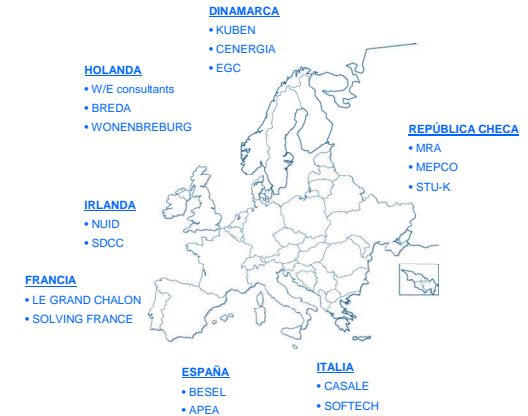 DINAMARCA
• KUBEN
• CENERGIA
• EGC
HOLANDA
• W/E consultants
• BREDA
• WONENBREBURG
REPÚBLICA CHECA
• MRA
• MEPCO
• STU-K
IRLANDA
• NUID
• SDCC
FRANCIA
• LE GRAND CHALON
• SOLVING FRANCE
ESPAÑA
• BESEL
• APEA
ITALIA
• CASALE
• SOFTECH